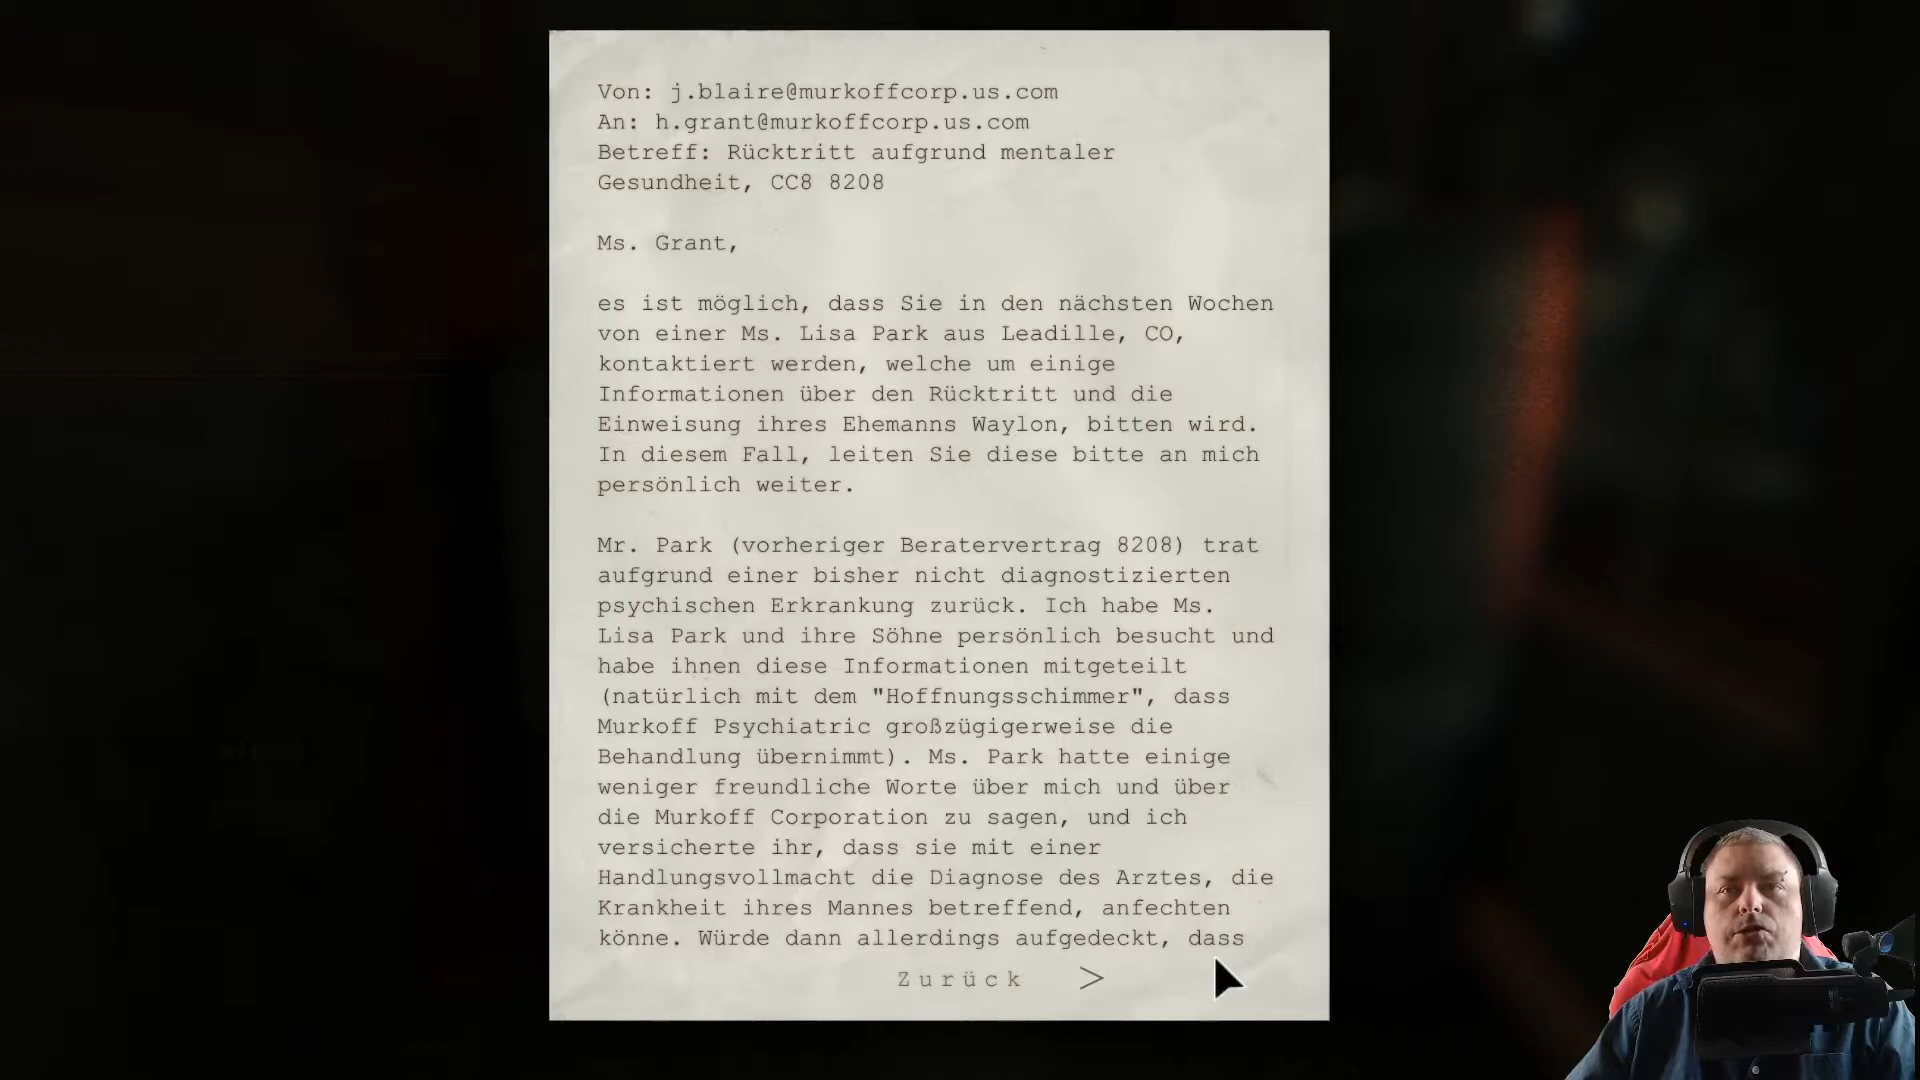 Von: j.blaire@murkoffcorp.us.com
An: h.grant@murkoffcorp.us.com
Betreff: Rücktritt aufgrund mentaler
Gesundheit, CC8 8208
Ms. Grant,
es ist möglich, dass Sie in den nächsten Wochen
von einer Ms. Lisa Park aus Leadille, CO,
kontaktiert werden, welche um einige
Informationen über den Rücktritt und die
Einweisung ihres Ehemanns Waylon, bitten wird.
In diesem Fall, leiten Sie diese bitte an mich
persönlich weiter.
Mr. Park (vorheriger Beratervertrag 8208) trat
aufgrund einer bisher nicht diagnostizierten
psychischen Erkrankung zurück. Ich habe Ms.
Lisa Park und ihre Söhne persönlich besucht und
habe ihnen diese Informationen mitgeteilt
(natürlich mit dem "Hoffnungsschimmer", dass
Murkoff Psychiatric großzügigerweise die
Behandlung übernimmt). Ms. Park hatte einige
weniger freundliche Worte über mich und über
die Murkoff Corporation zu sagen, und ich
versicherte ihr, dass sie mit einer
Handlungsvollmacht die Diagnose des Arztes, die
Krankheit ihres Mannes betreffend, anfechten
könne. Würde dann allerdings aufgedeckt, dass
Zurück >